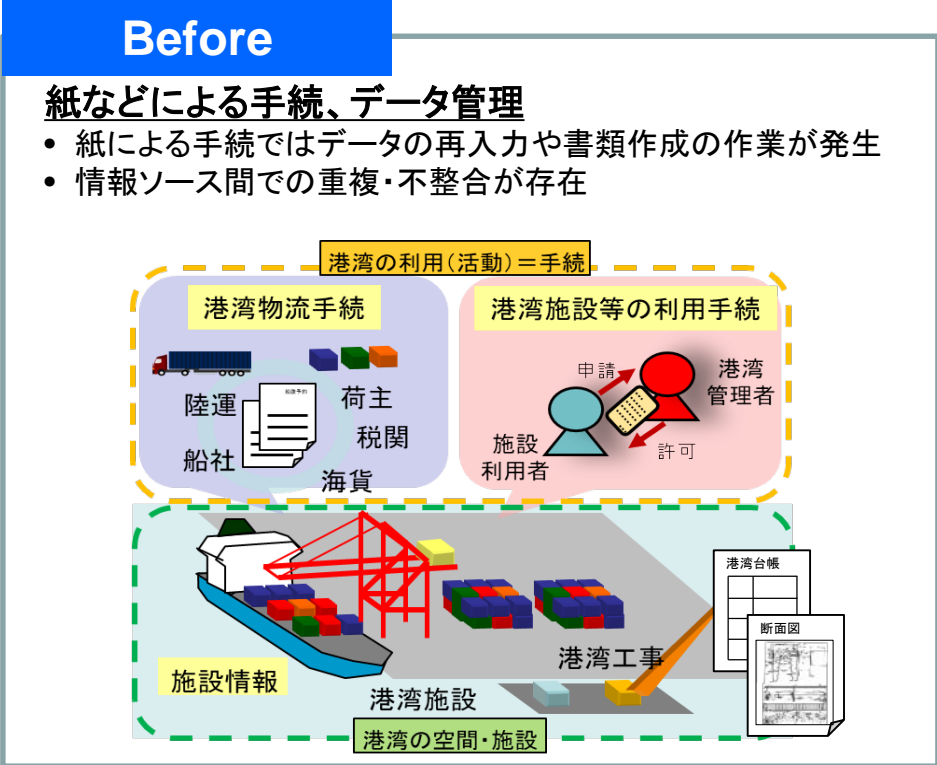 Before
紙などによる手続、データ管理
• 紙による手続ではデータの再入力や書類作成の作業が発生
• 情報ソース間での重複・不整合が存在
港湾の利用(活動)=手続
港湾物流手続
陸運
荷主
税関
船社
海貨
港湾施設等の利用手続
申請
港湾
管理者
施設
利用者
許可
港湾台帳
断面図
港湾工事
施設情報
港湾施設
港湾の空間・施設